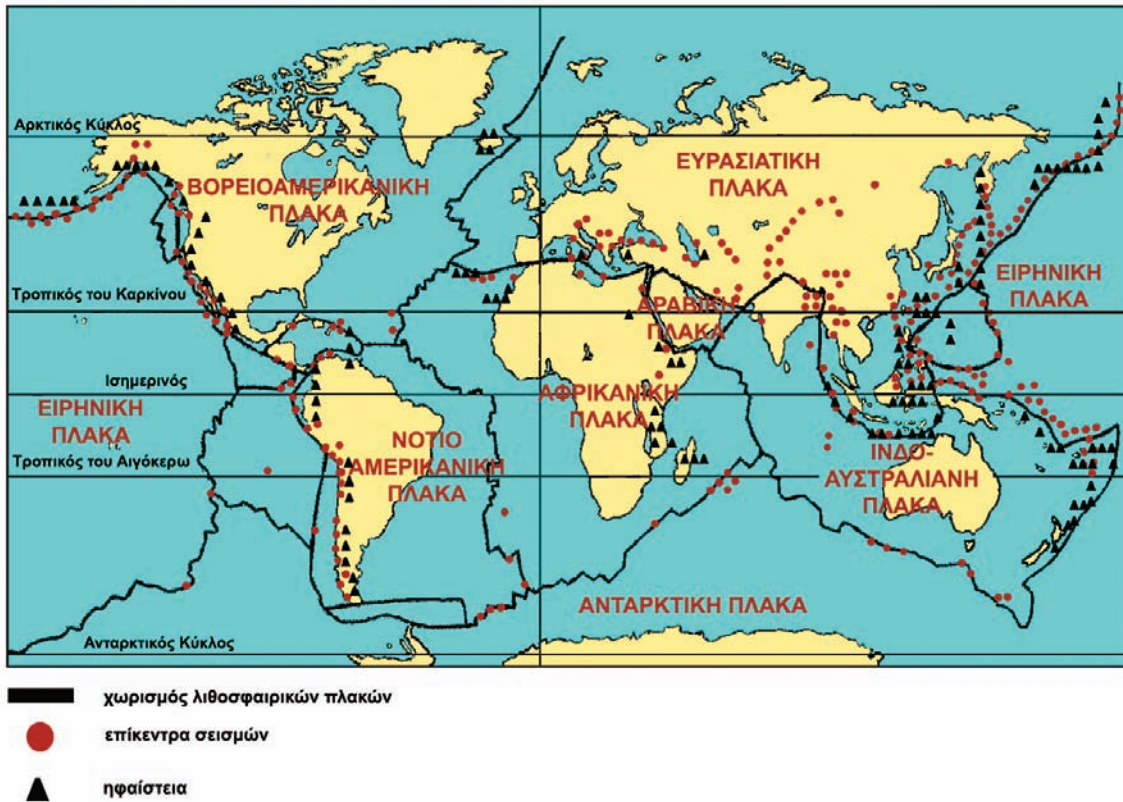 Αρκτικός Κύκλος
ΒΟΡΕΙΟΑΜΕΡΙΚΑΝΙΚΗ
ΠΛΑΚΑ
ΕΥΡΑΣΙΑΤΙΚΗ
ΠΛΑΚΑ
Τροπικός του Καρκίνου
ΕΙΡΗΝΙΚΗ
ΠΛΑΚΑ
ΑΡΑΒΙΚΗ
ΠΛΑΚΑ
Ισημερινός
ΕΙΡΗΝΙΚΗ
ΠΛΑΚΑ
ΑΦΡΙΚΑΝΙΚΗ
ΠΛΑΚΑ
ΝΟΤΙΟ
ΑΜΕΡΙΚΑΝΙΚΗ
ΠΛΑΚΑ
Τροπικός του Αιγόκερω
ΙΝΔΟ-
ΑΥΣΤΡΑΛΙΑΝΗ
ΠΛΑΚΑ
ΑΝΤΑΡΚΤΙΚΗ ΠΛΑΚΑ
Ανταρκτικός Κύκλος
χωρισμός λιθοσφαιρικών πλακών
επίκεντρα σεισμών
ηφαίστεια